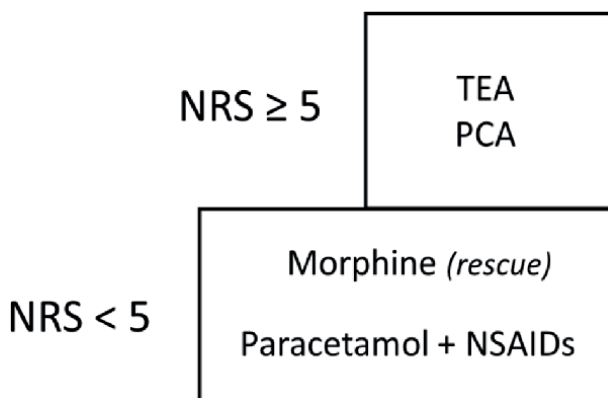 NRS ≥ 5
TEA
PCA
NRS < 5
Morphine (rescue)
Paracetamol + NSAIDs